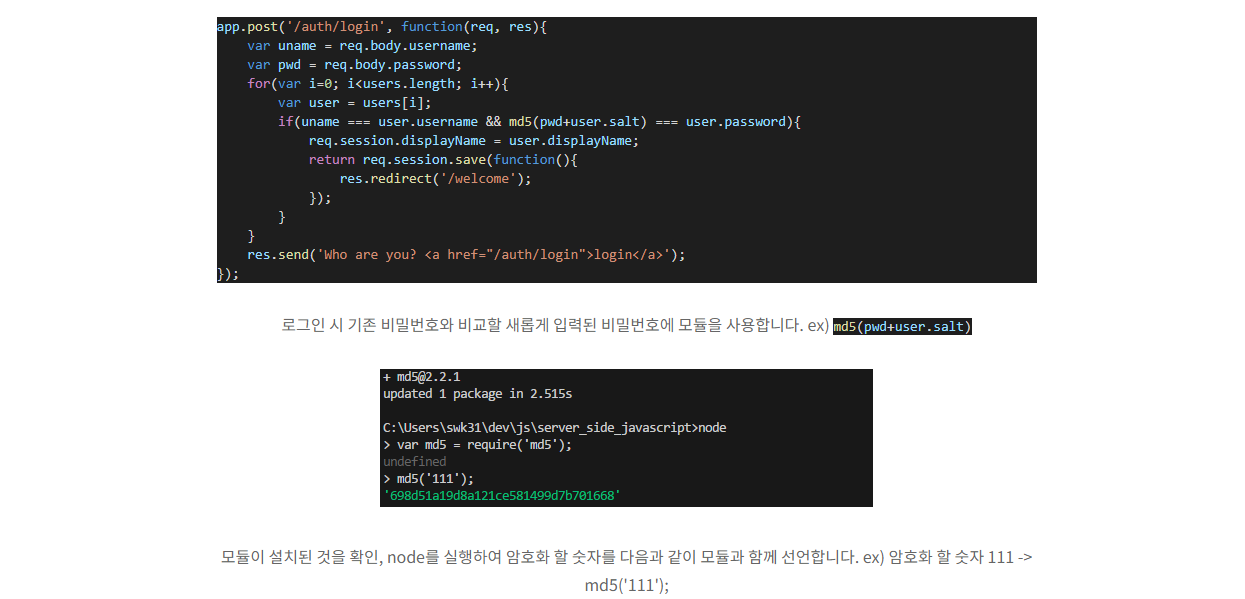 app.post('/auth/login', function(req, res){
    var uname = req.body.username;
    var pwd = req.body.password;
    for(var i=0; i<users.length; i++){
        var user = users[i];
        if(uname === user.username && md5(pwd+user.salt) === user.password){
            req.session.displayName = user.displayName;
            return req.session.save(function(){
                res.redirect('/welcome');
            });
        }
    }
    res.send('Who are you? <a href="/auth/login">login</a>');
});
로그인 시 기존 비밀번호와 비교할 새롭게 입력된 비밀번호에 모듈을 사용합니다. ex) md5(pwd+user.salt)
+ md5@2.2.1
updated 1 package in 2.515s
C:\Users\swk31\dev\js\server_side_javascript>node
> var md5 = require('md5');
undefined
> md5('111');
'698d51a19d8a121ce581499d7b701668'
모듈이 설치된 것을 확인, node를 실행하여 암호화 할 숫자를 다음과 같이 모듈과 함께 선언합니다. ex) 암호화 할 숫자 111 ->
md5('111');